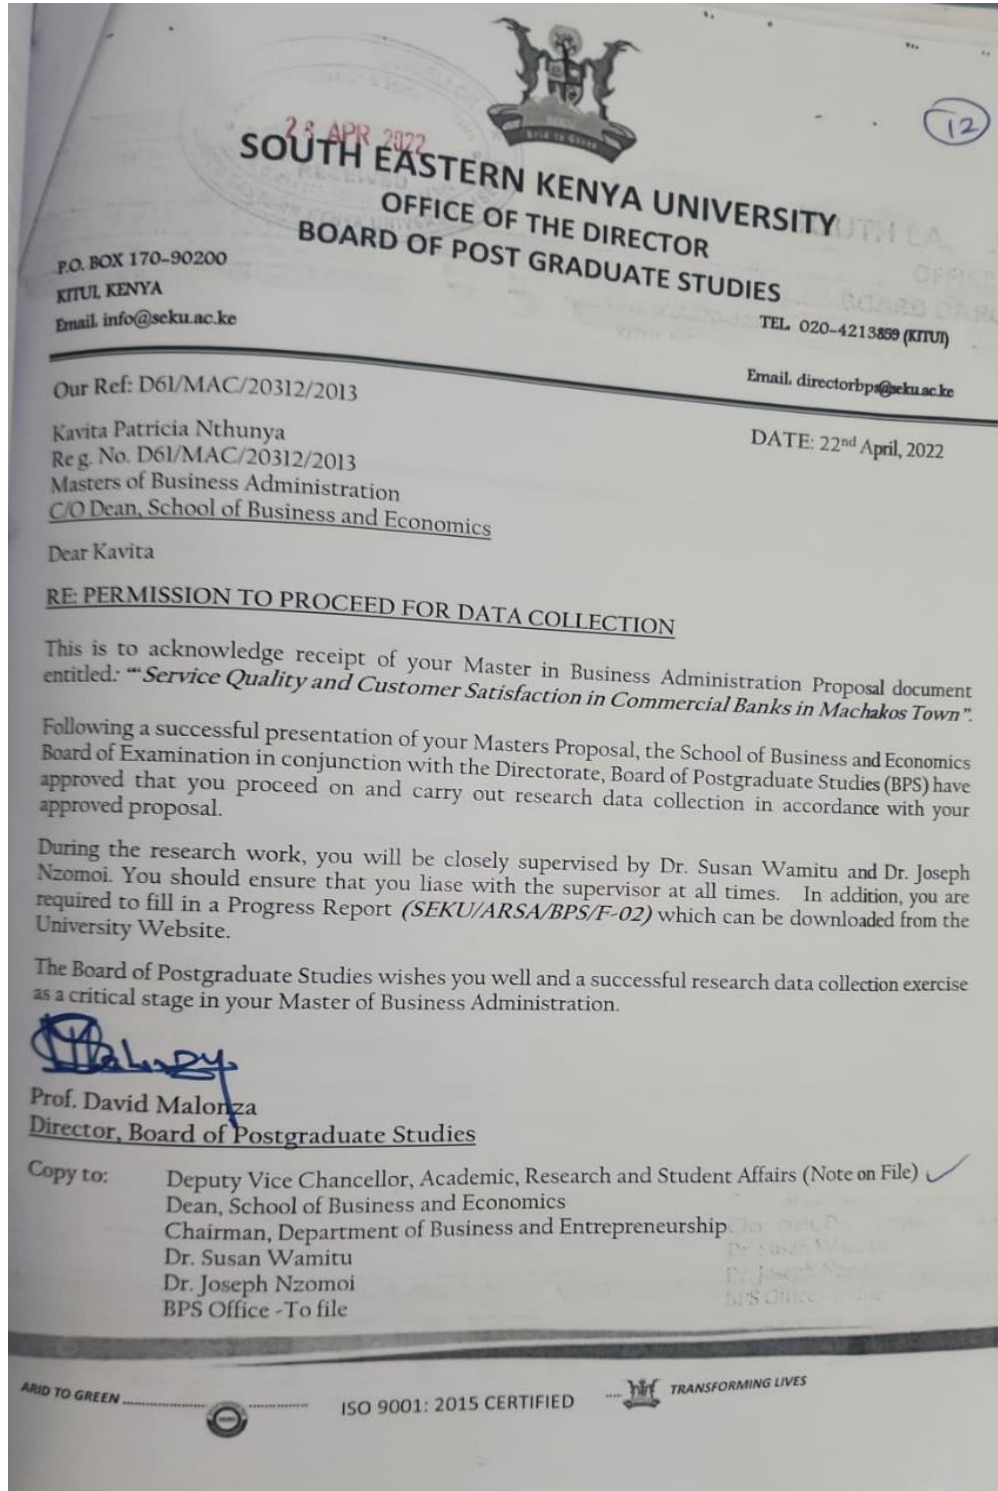 12
28 APR 2022
RECEIVED
Arid to Green
SOUTH EASTERN KENYA UNIVERSITY
OFFICE OF THE DIRECTOR
BOARD OF POST GRADUATE STUDIES
P.O. BOX 170-90200
KITUI, KENYA
Email. info@seku.ac.ke
TEL. 020-4213859 (KITUI)
Email. directorbps@seku.ac.ke
Our Ref: D61/MAC/20312/2013
DATE: 22nd April, 2022
Kavita Patricia Nthunya
Reg. No. D61/MAC/20312/2013
Masters of Business Administration
C/O Dean, School of Business and Economics
Dear Kavita
RE: PERMISSION TO PROCEED FOR DATA COLLECTION
This is to acknowledge receipt of your Master in Business Administration Proposal document
entitled: "“Service Quality and Customer Satisfaction in Commercial Banks in Machakos Town”.
Following a successful presentation of your Masters Proposal, the School of Business and Economics
Board of Examination in conjunction with the Directorate, Board of Postgraduate Studies (BPS) have
approved that you proceed on and carry out research data collection in accordance with your
approved proposal.
During the research work, you will be closely supervised by Dr. Susan Wamitu and Dr. Joseph
Nzomoi. You should ensure that you liase with the supervisor at all times. In addition, you are
required to fill in a Progress Report (SEKU/ARSA/BPS/F-02) which can be downloaded from the
University Website.
The Board of Postgraduate Studies wishes you well and a successful research data collection exercise
as a critical stage in your Master of Business Administration.
Prof. David Malonza
Director, Board of Postgraduate Studies
Copy to: Deputy Vice Chancellor, Academic, Research and Student Affairs (Note on File)
Dean, School of Business and Economics
Chairman, Department of Business and Entrepreneurship
Dr. Susan Wamitu
Dr. Joseph Nzomoi
BPS Office -To file
ARID TO GREEN
ISO 9001: 2015 CERTIFIED
TRANSFORMING LIVES